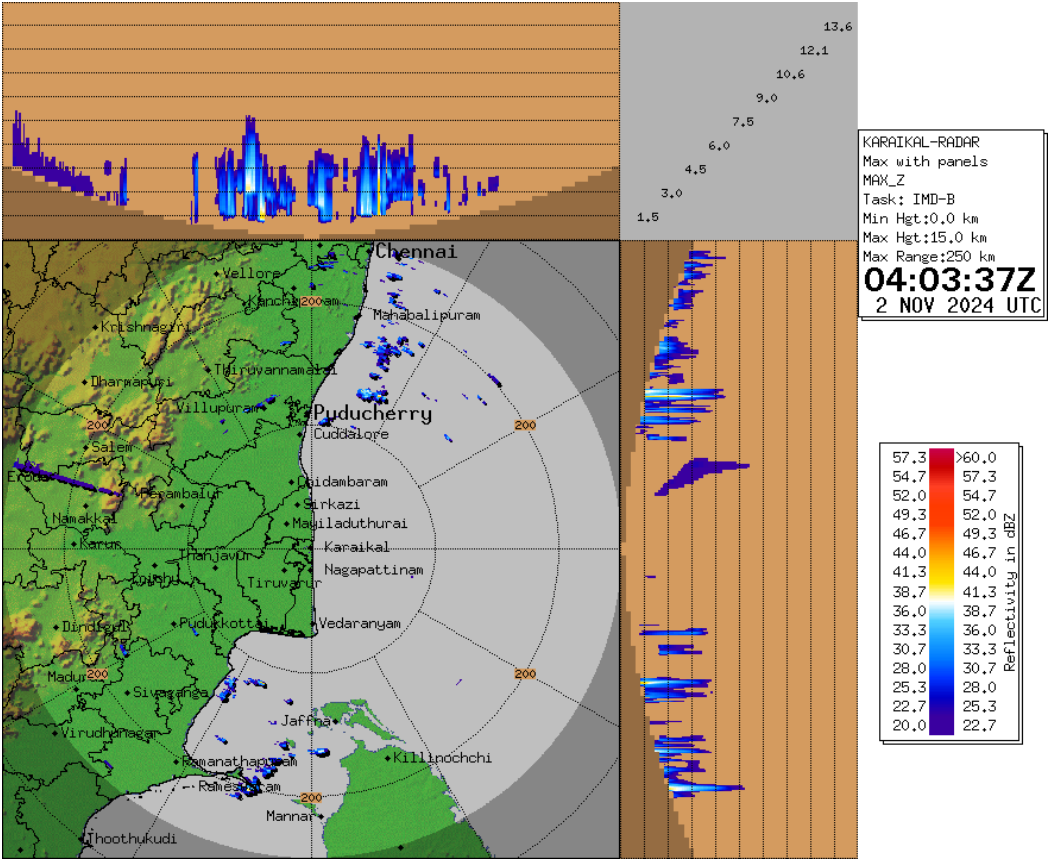 13.6
12.1
10.6
9.0
7.5
6.0
4.5
3.0
1.5
KARAIKAL-RADAR
Max with panels
MAX_Z
Task: IMD-B
Min Hgt:0.0 km
Max Hgt:15.0 km
Max Range:250 km
04:03:37Z
2 NOV 2024 UTC
Chennai
Vellore
200
Mahabalipuram
Krishnagiri
Thiruvannamalai
Dharmapuri
Villupuram
Puducherry
200
200
Cuddalore
Salem
Chidambaram
Perambalur
Sirkazi
Namakkal
Mayiladuthurai
Karur
Karaikal
Thanjavur
Nagapattinam
Tiruvarur
Pudukkottai
Vedaranyam
Dindigul
200
200
Sivaganga
Jaffna
Virudhunagar
Ramanathapuram
Killinochchi
200
Mannar
Thoothukudi
57.3 >60.0
54.7 57.3
52.0 54.7
49.3 52.0
46.7 49.3
44.0 46.7
41.3 44.0
38.7 41.3
36.0 38.7
33.3 36.0
30.7 33.3
28.0 30.7
25.3 28.0
22.7 25.3
20.0 22.7
Reflectivity in dBZ